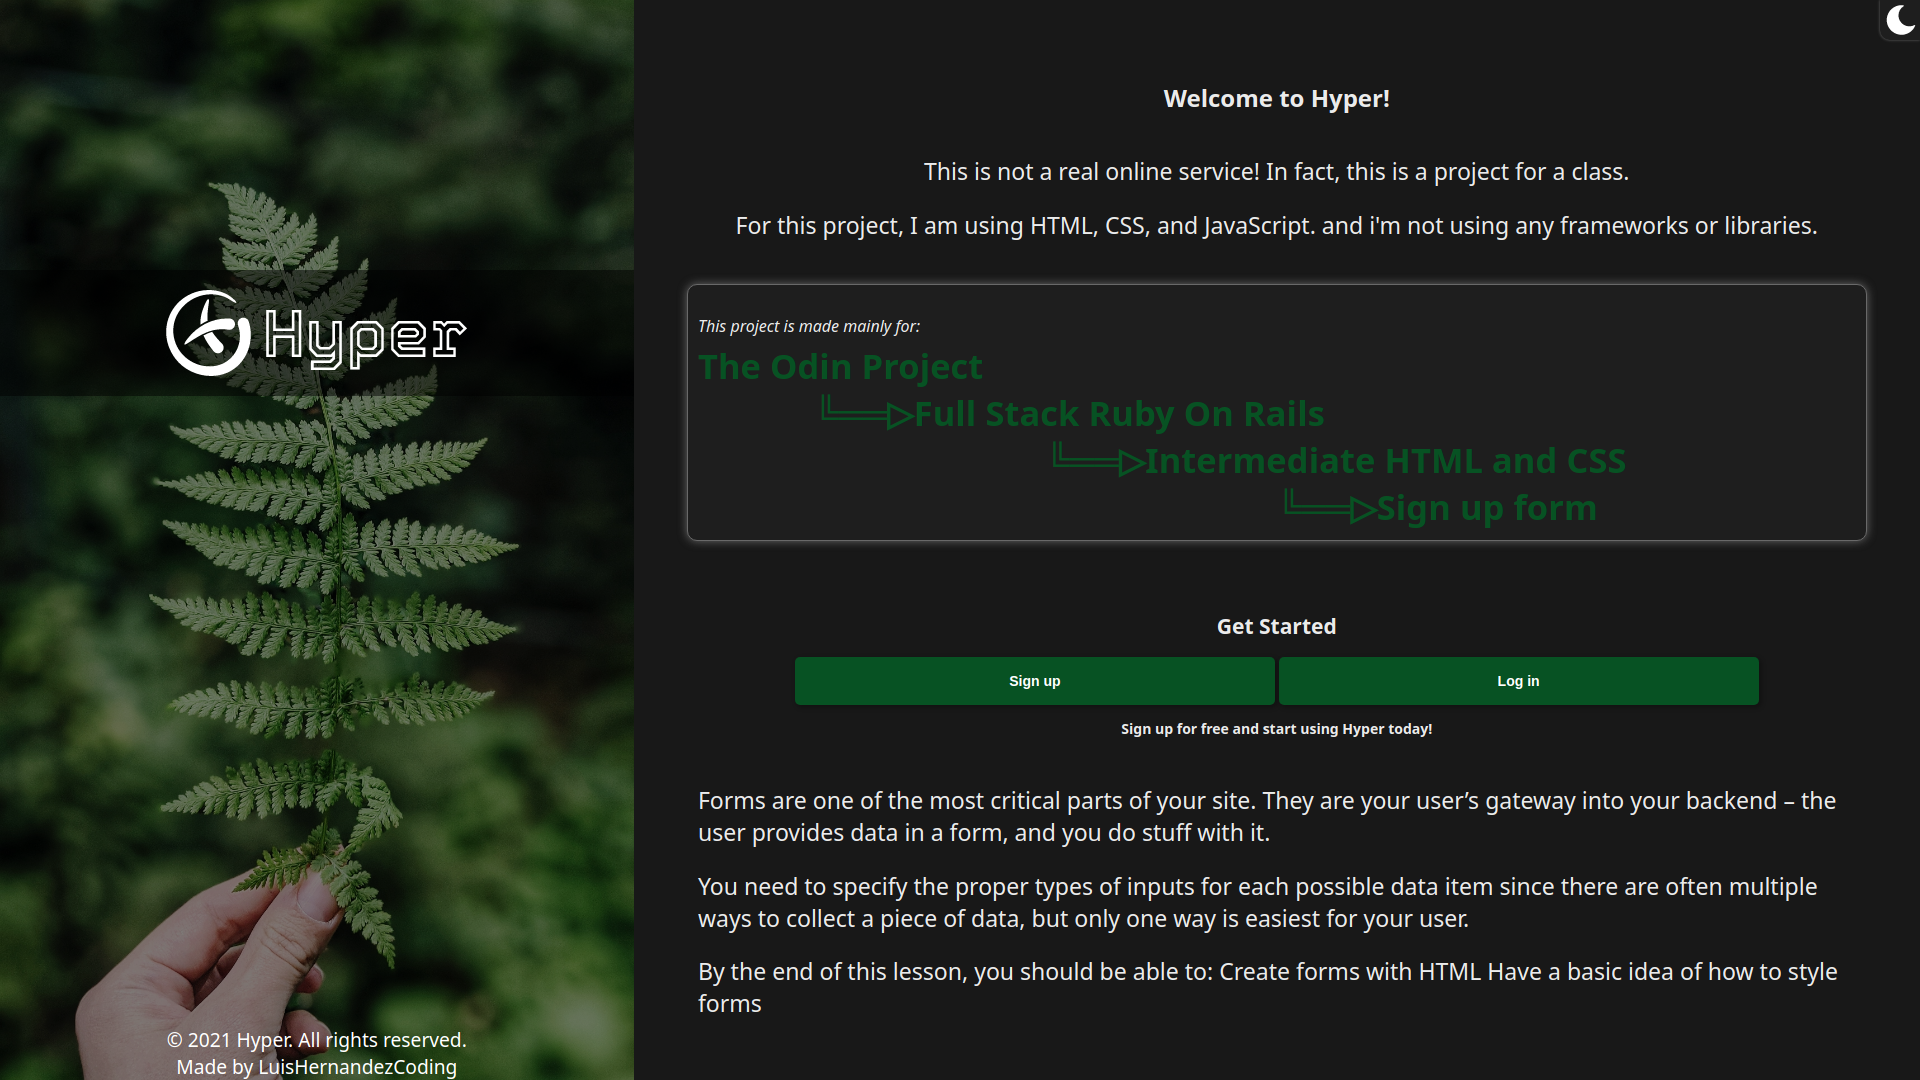 Hyper
© 2021 Hyper. All rights reserved.
Made by LuisHernandezCoding
Welcome to Hyper!
This is not a real online service! In fact, this is a project for a class.
For this project, I am using HTML, CSS, and JavaScript. and i'm not using any frameworks or libraries.
This project is made mainly for:
The Odin Project
╚══▷Full Stack Ruby On Rails
╚══▷Intermediate HTML and CSS
╚══▷Sign up form
Get Started
Sign up
Log in
Sign up for free and start using Hyper today!
Forms are one of the most critical parts of your site. They are your user’s gateway into your backend – the
user provides data in a form, and you do stuff with it.
You need to specify the proper types of inputs for each possible data item since there are often multiple
ways to collect a piece of data, but only one way is easiest for your user.
By the end of this lesson, you should be able to: Create forms with HTML Have a basic idea of how to style
forms